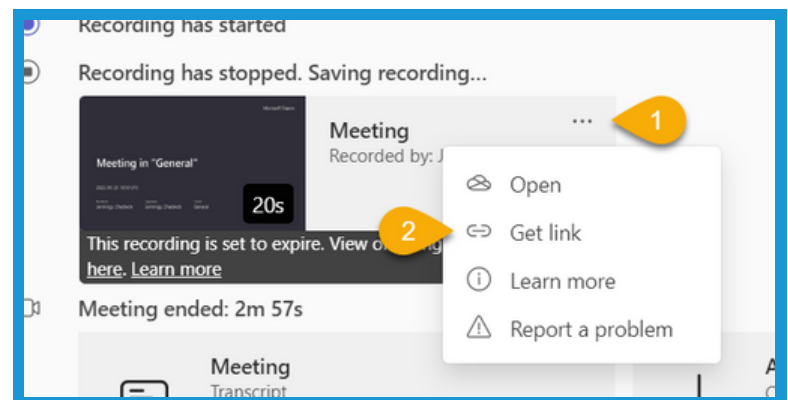 Recording has started
Recording has stopped. Saving recording...
Microsoft Teams
Meeting in "General"
20s
Meeting
Recorded by: J
...
1
This recording is set to expire. View o
here. Learn more
2
Open
Get link
Learn more
Report a problem
Meeting ended: 2m 57s
Meeting
Transcript
A